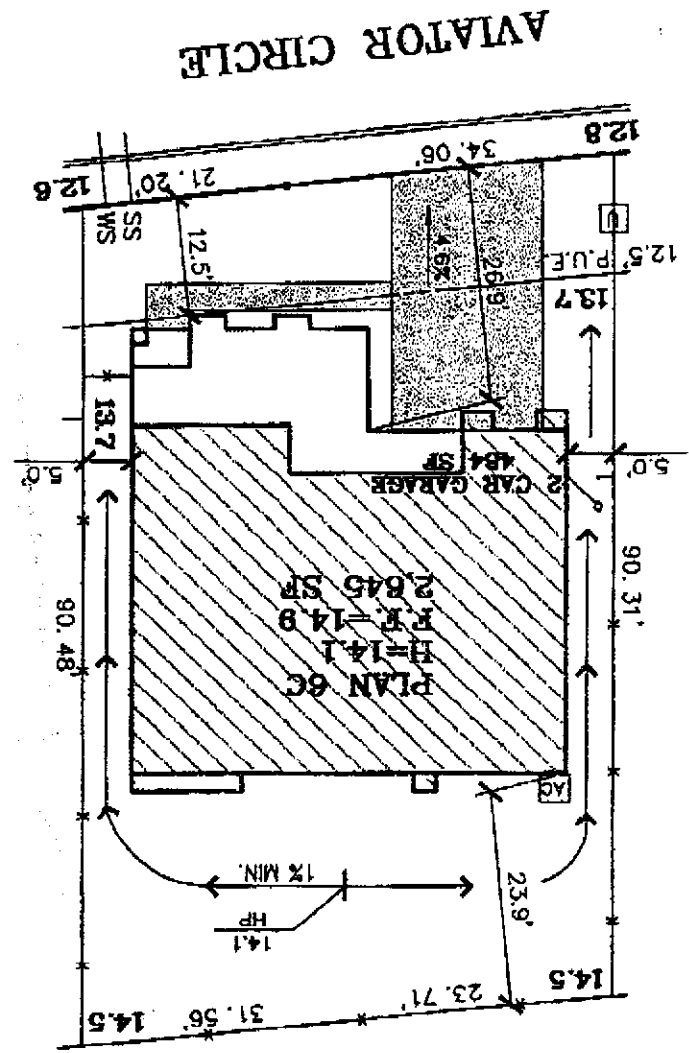 14.5
23.71'
31.56'
14.5
14.1
HP
1% MIN.
23.9'
AC
PLAN 6C
H=14.1
F.F.=14.9
2,645 SF
90.31'
90.48'
2 CAR GARAGE
484
SF
5.0'
5.0'
13.7
13.7
12.5' P.U.E.
26.9
4.6%
12.5'
SS
WS
12.8
34.06'
21.20'
12.6
AVIATOR CIRCLE